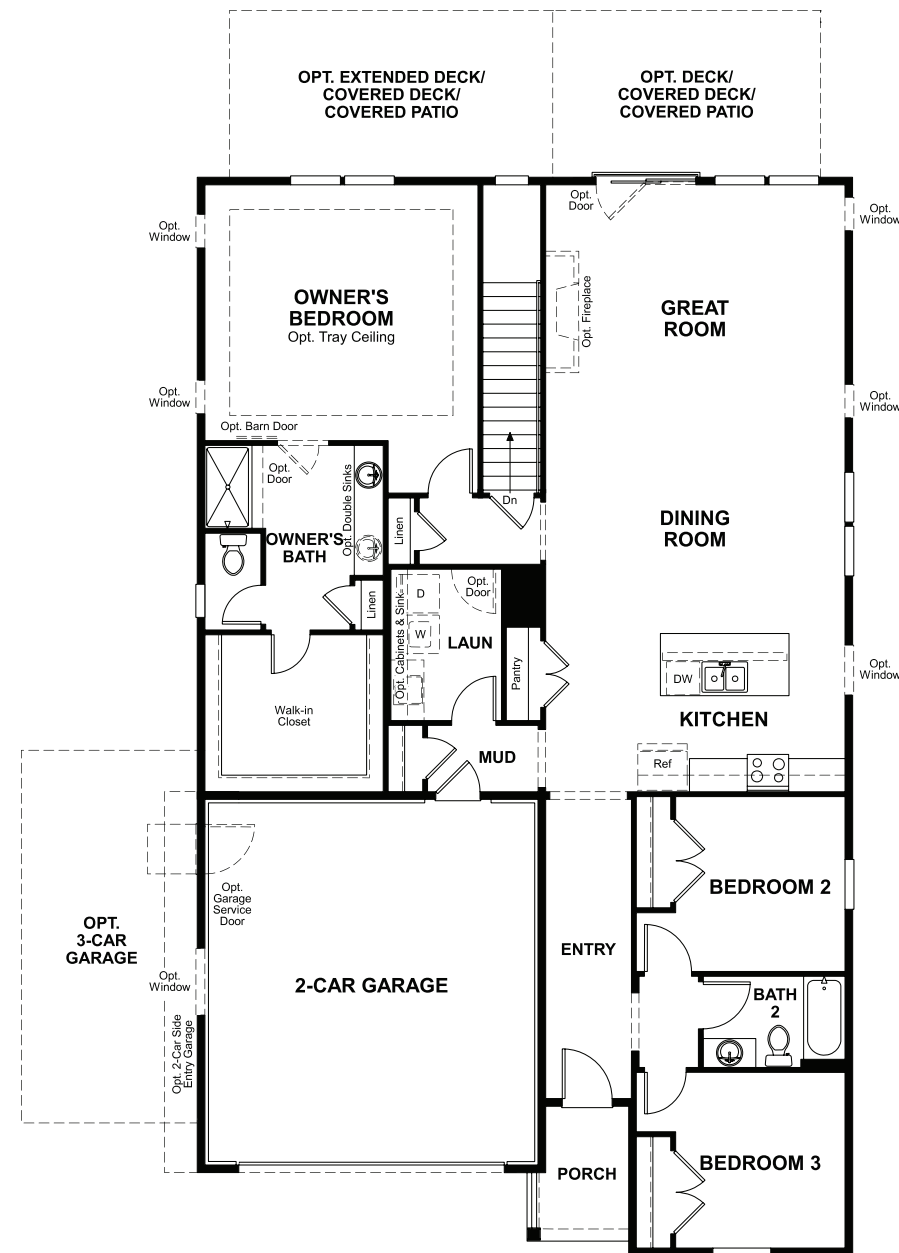 OPT. EXTENDED DECK/
COVERED DECK/
COVERED PATIO
OPT. DECK/
COVERED DECK/
COVERED PATIO
Opt.
Door
Opt.
Window
Opt.
Window
OWNER'S
BEDROOM
Opt. Tray Ceiling
Opt. Fireplace
GREAT
ROOM
Opt.
Window
Opt.
Window
Opt. Barn Door
Opt.
Door
Opt. Double Sinks
OWNER'S
BATH
Linen
Dn
DINING
ROOM
Linen
Opt. Cabinets & Sink
D
W
Opt.
Door
LAUN
Pantry
DW
KITCHEN
Opt.
Window
Walk-in
Closet
MUD
Ref
Opt.
Garage
Service
Door
OPT.
3-CAR
GARAGE
Opt.
Window
Opt. 2-Car Side
Entry Garage
2-CAR GARAGE
ENTRY
BEDROOM 2
BATH
2
PORCH
BEDROOM 3